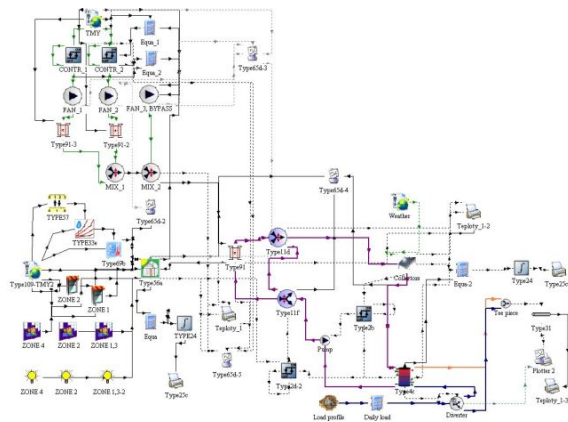 TMY
Equa_1
CONTR_1
CONTR_2
Equa_2
Type65d-3
FAN_1
FAN_2
FAN_3, BYPASS
Type91-3
Type91-2
MIX_1
MIX_2
Type65d-4
TYPE57
Type65d-2
Weather
Teploty_1-2
TYPE33e
Type69b
Type11d
Type109-TMY2
ZONE 2
ZONE 1
Type56a
Type91
Collectors
Equa-2
Type24
Type25c
Type11f
Type2b
Tee piece
Type31
ZONE 4
ZONE 2
ZONE 1,3
Equa
TYPE24
Teploty_1
Pump
Plotter 2
Type65d-5
Type2d-2
Type4c
ZONE 4
ZONE 2
ZONE 1,3-2
Type25c
Load profile
Daily load
Diverter
Teploty_1-3